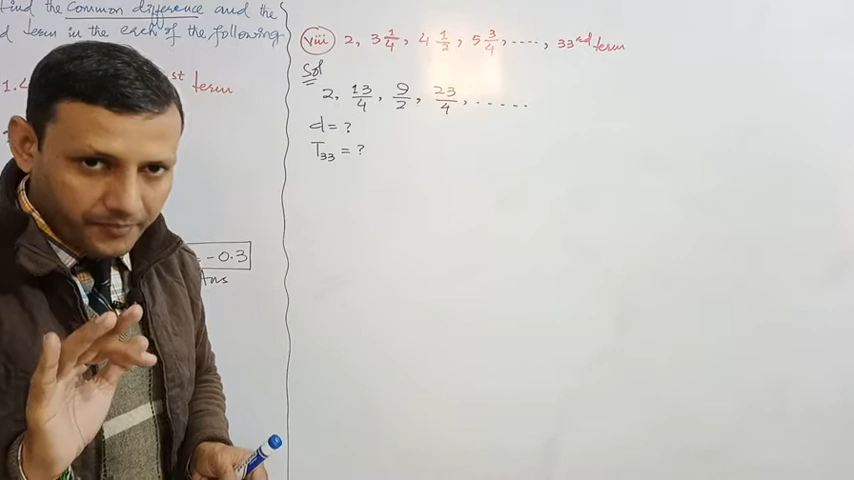 find the Common difference and the
d term in the each of the following
1.4
st term
= -0.3
Ans
viii 2, 3 1/4, 4 1/2, 5 3/4, ...., 33rd term
Sol
2, 13/4, 9/2, 23/4, .....
d = ?
T33 = ?